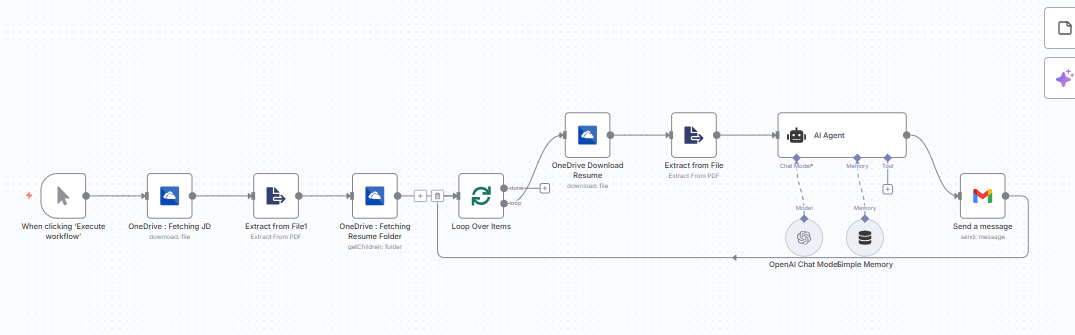 When clicking 'Execute
workflow'
OneDrive : Fetching JD
download: file
Extract from File1
Extract From PDF
OneDrive : Fetching
Resume Folder
getChildren: folder
Loop Over Items
done
loop
OneDrive Download
Resume
download: file
Extract from File
Extract From PDF
AI Agent
Chat Model*
Memory
Tool
Model
Memory
OpenAI Chat Model
Simple Memory
Send a message
send: message